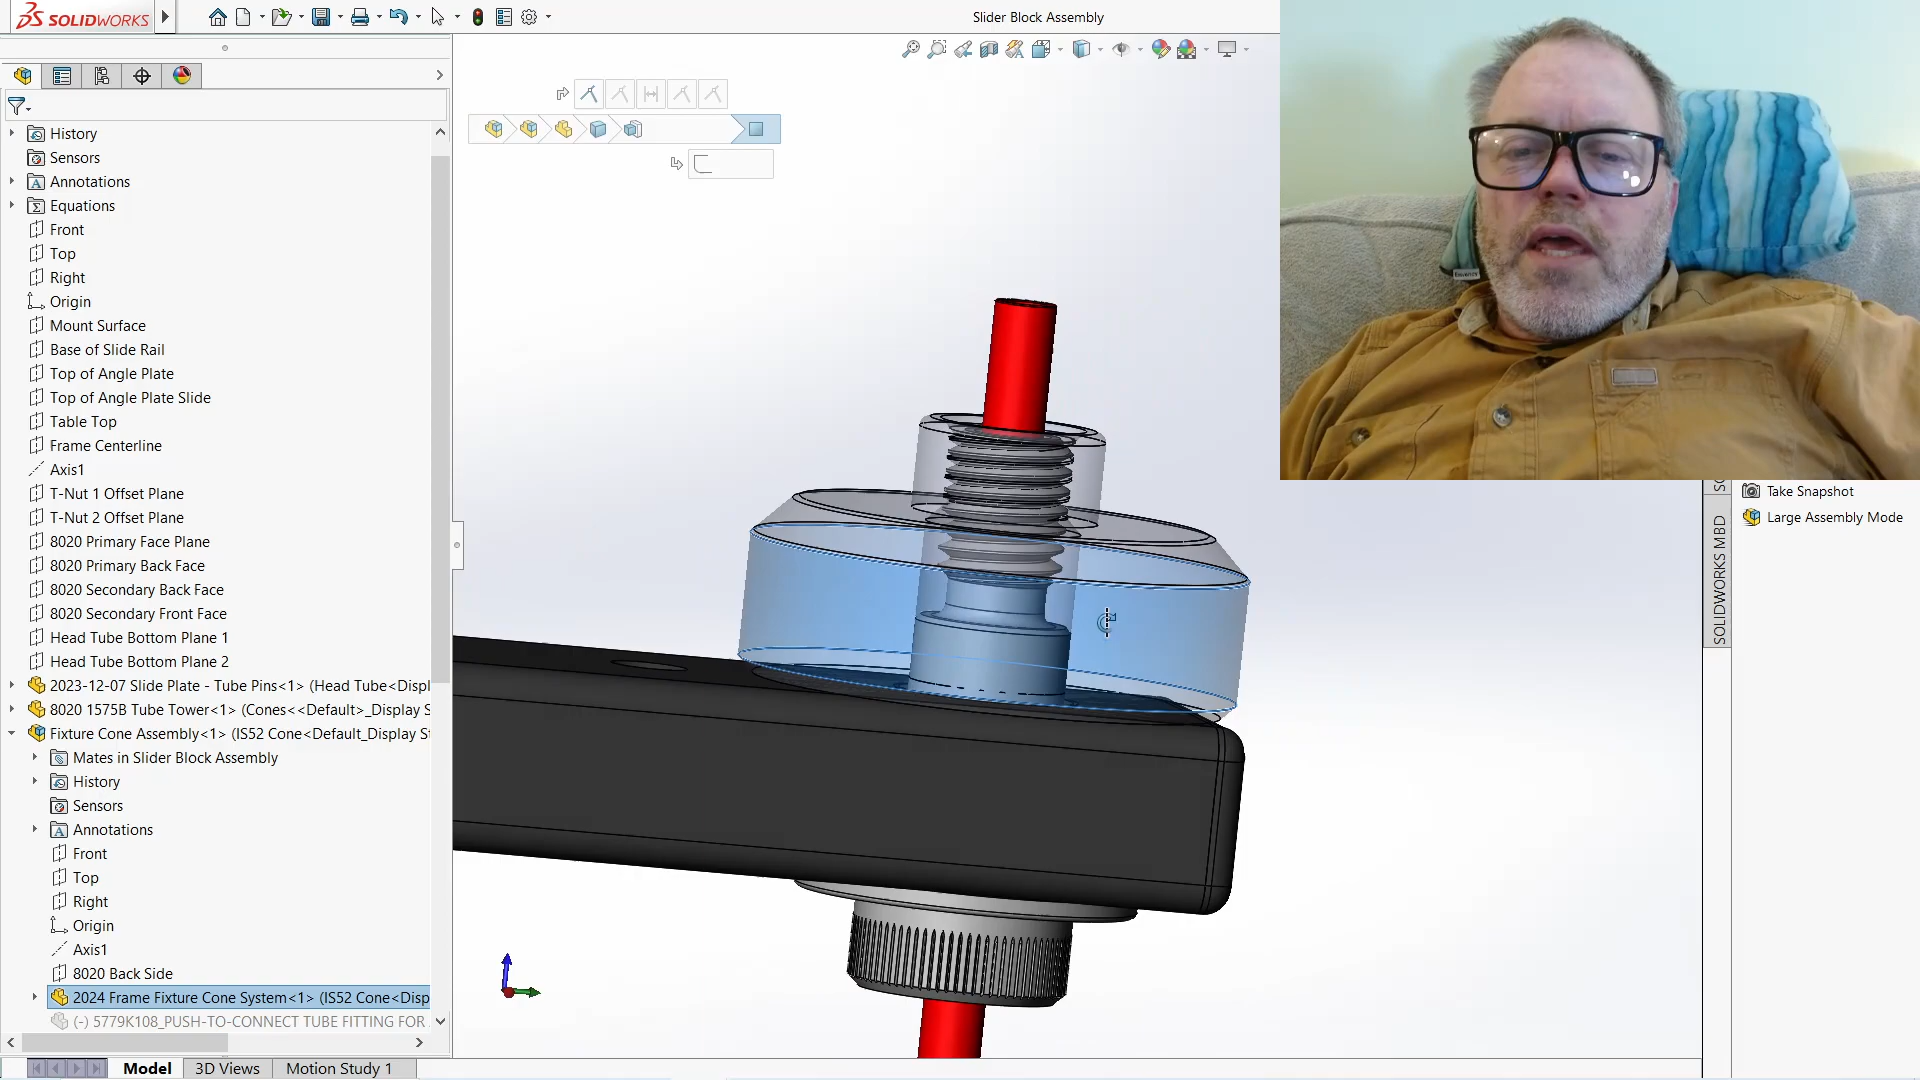 SOLIDWORKS
Slider Block Assembly
History
Sensors
Annotations
Equations
Front
Top
Right
Origin
Mount Surface
Base of Slide Rail
Top of Angle Plate
Top of Angle Plate Slide
Table Top
Frame Centerline
Axis1
T-Nut 1 Offset Plane
T-Nut 2 Offset Plane
8020 Primary Face Plane
8020 Primary Back Face
8020 Secondary Back Face
8020 Secondary Front Face
Head Tube Bottom Plane 1
Head Tube Bottom Plane 2
2023-12-07 Slide Plate - Tube Pins<1> (Head Tube<Displ
8020 1575B Tube Tower<1> (Cones<<Default>_Display S
Fixture Cone Assembly<1> (IS52 Cone<Default_Display St
Mates in Slider Block Assembly
History
Sensors
Annotations
Front
Top
Right
Origin
Axis1
8020 Back Side
2024 Frame Fixture Cone System<1> (IS52 Cone<Disp
(-) 5779K108_PUSH-TO-CONNECT TUBE FITTING FOR
Model
3D Views
Motion Study 1
Take Snapshot
Large Assembly Mode
SOLIDWORKS MBD